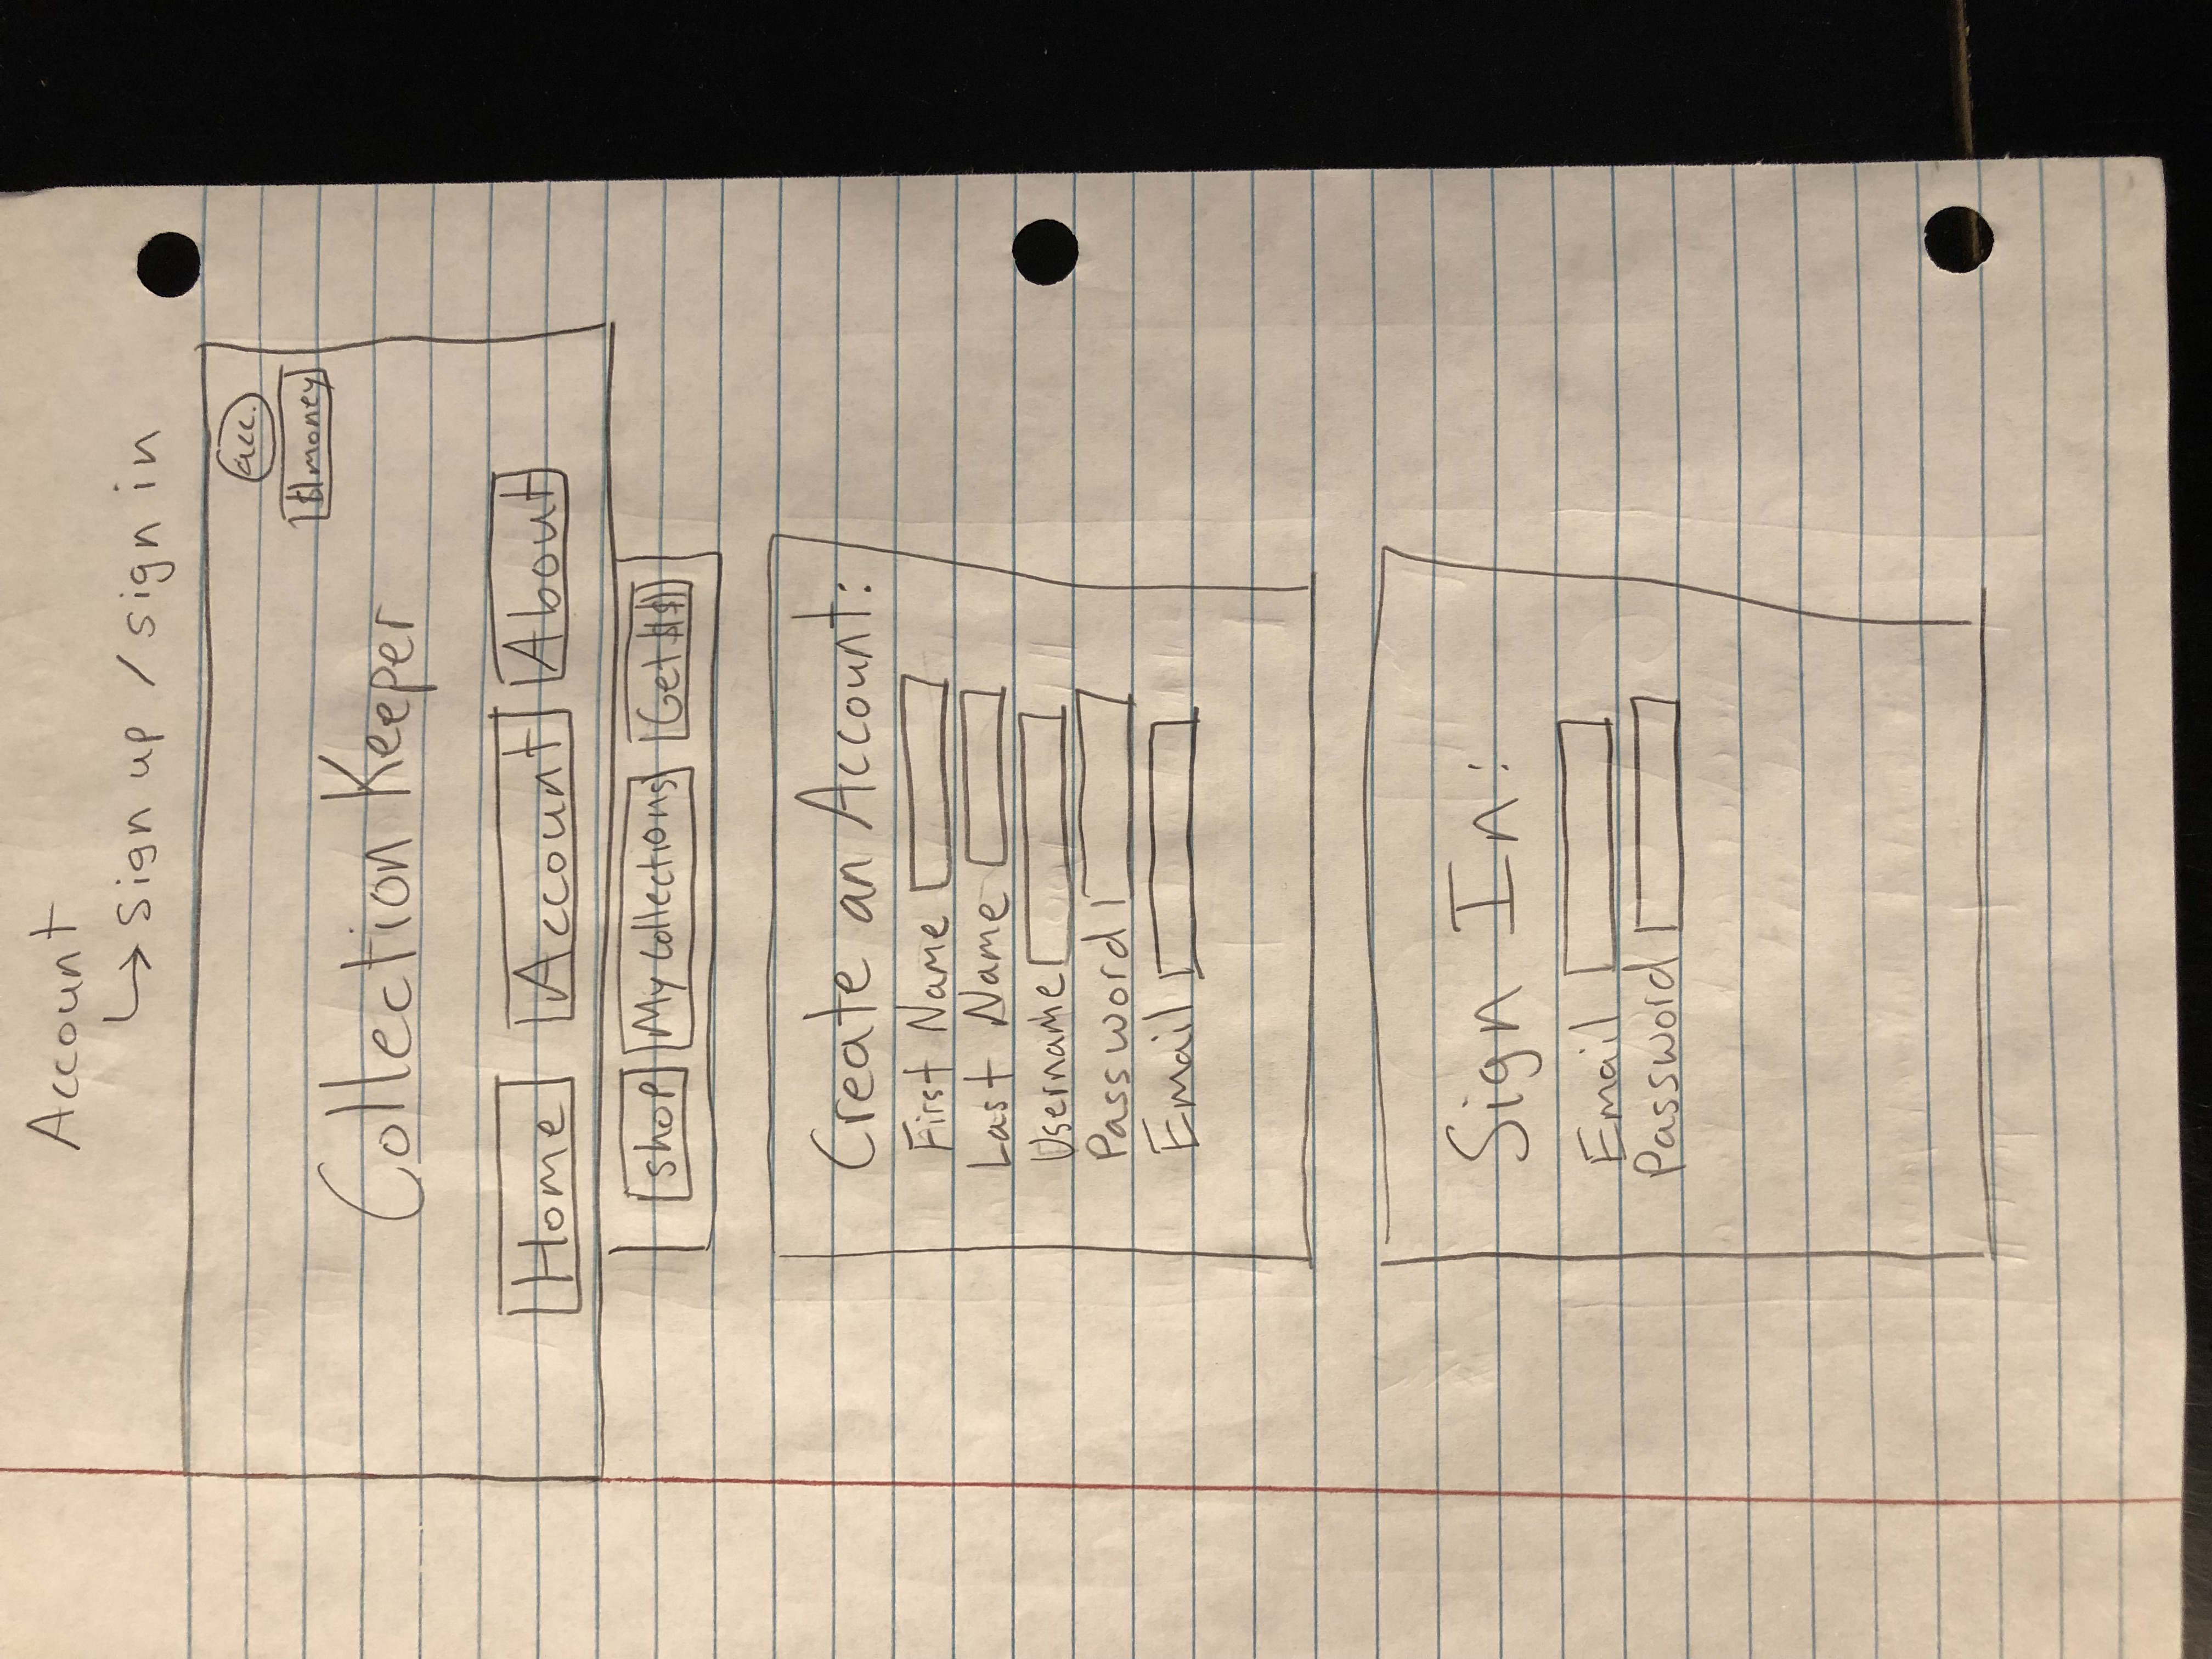 Account
↳ sign up / sign in
acc.
$ money
Collection Keeper
Home Account About
shop My Collections Get $$
Create an Account:
First Name
Last Name
Username
Password
Email
Sign In:
Email
Password